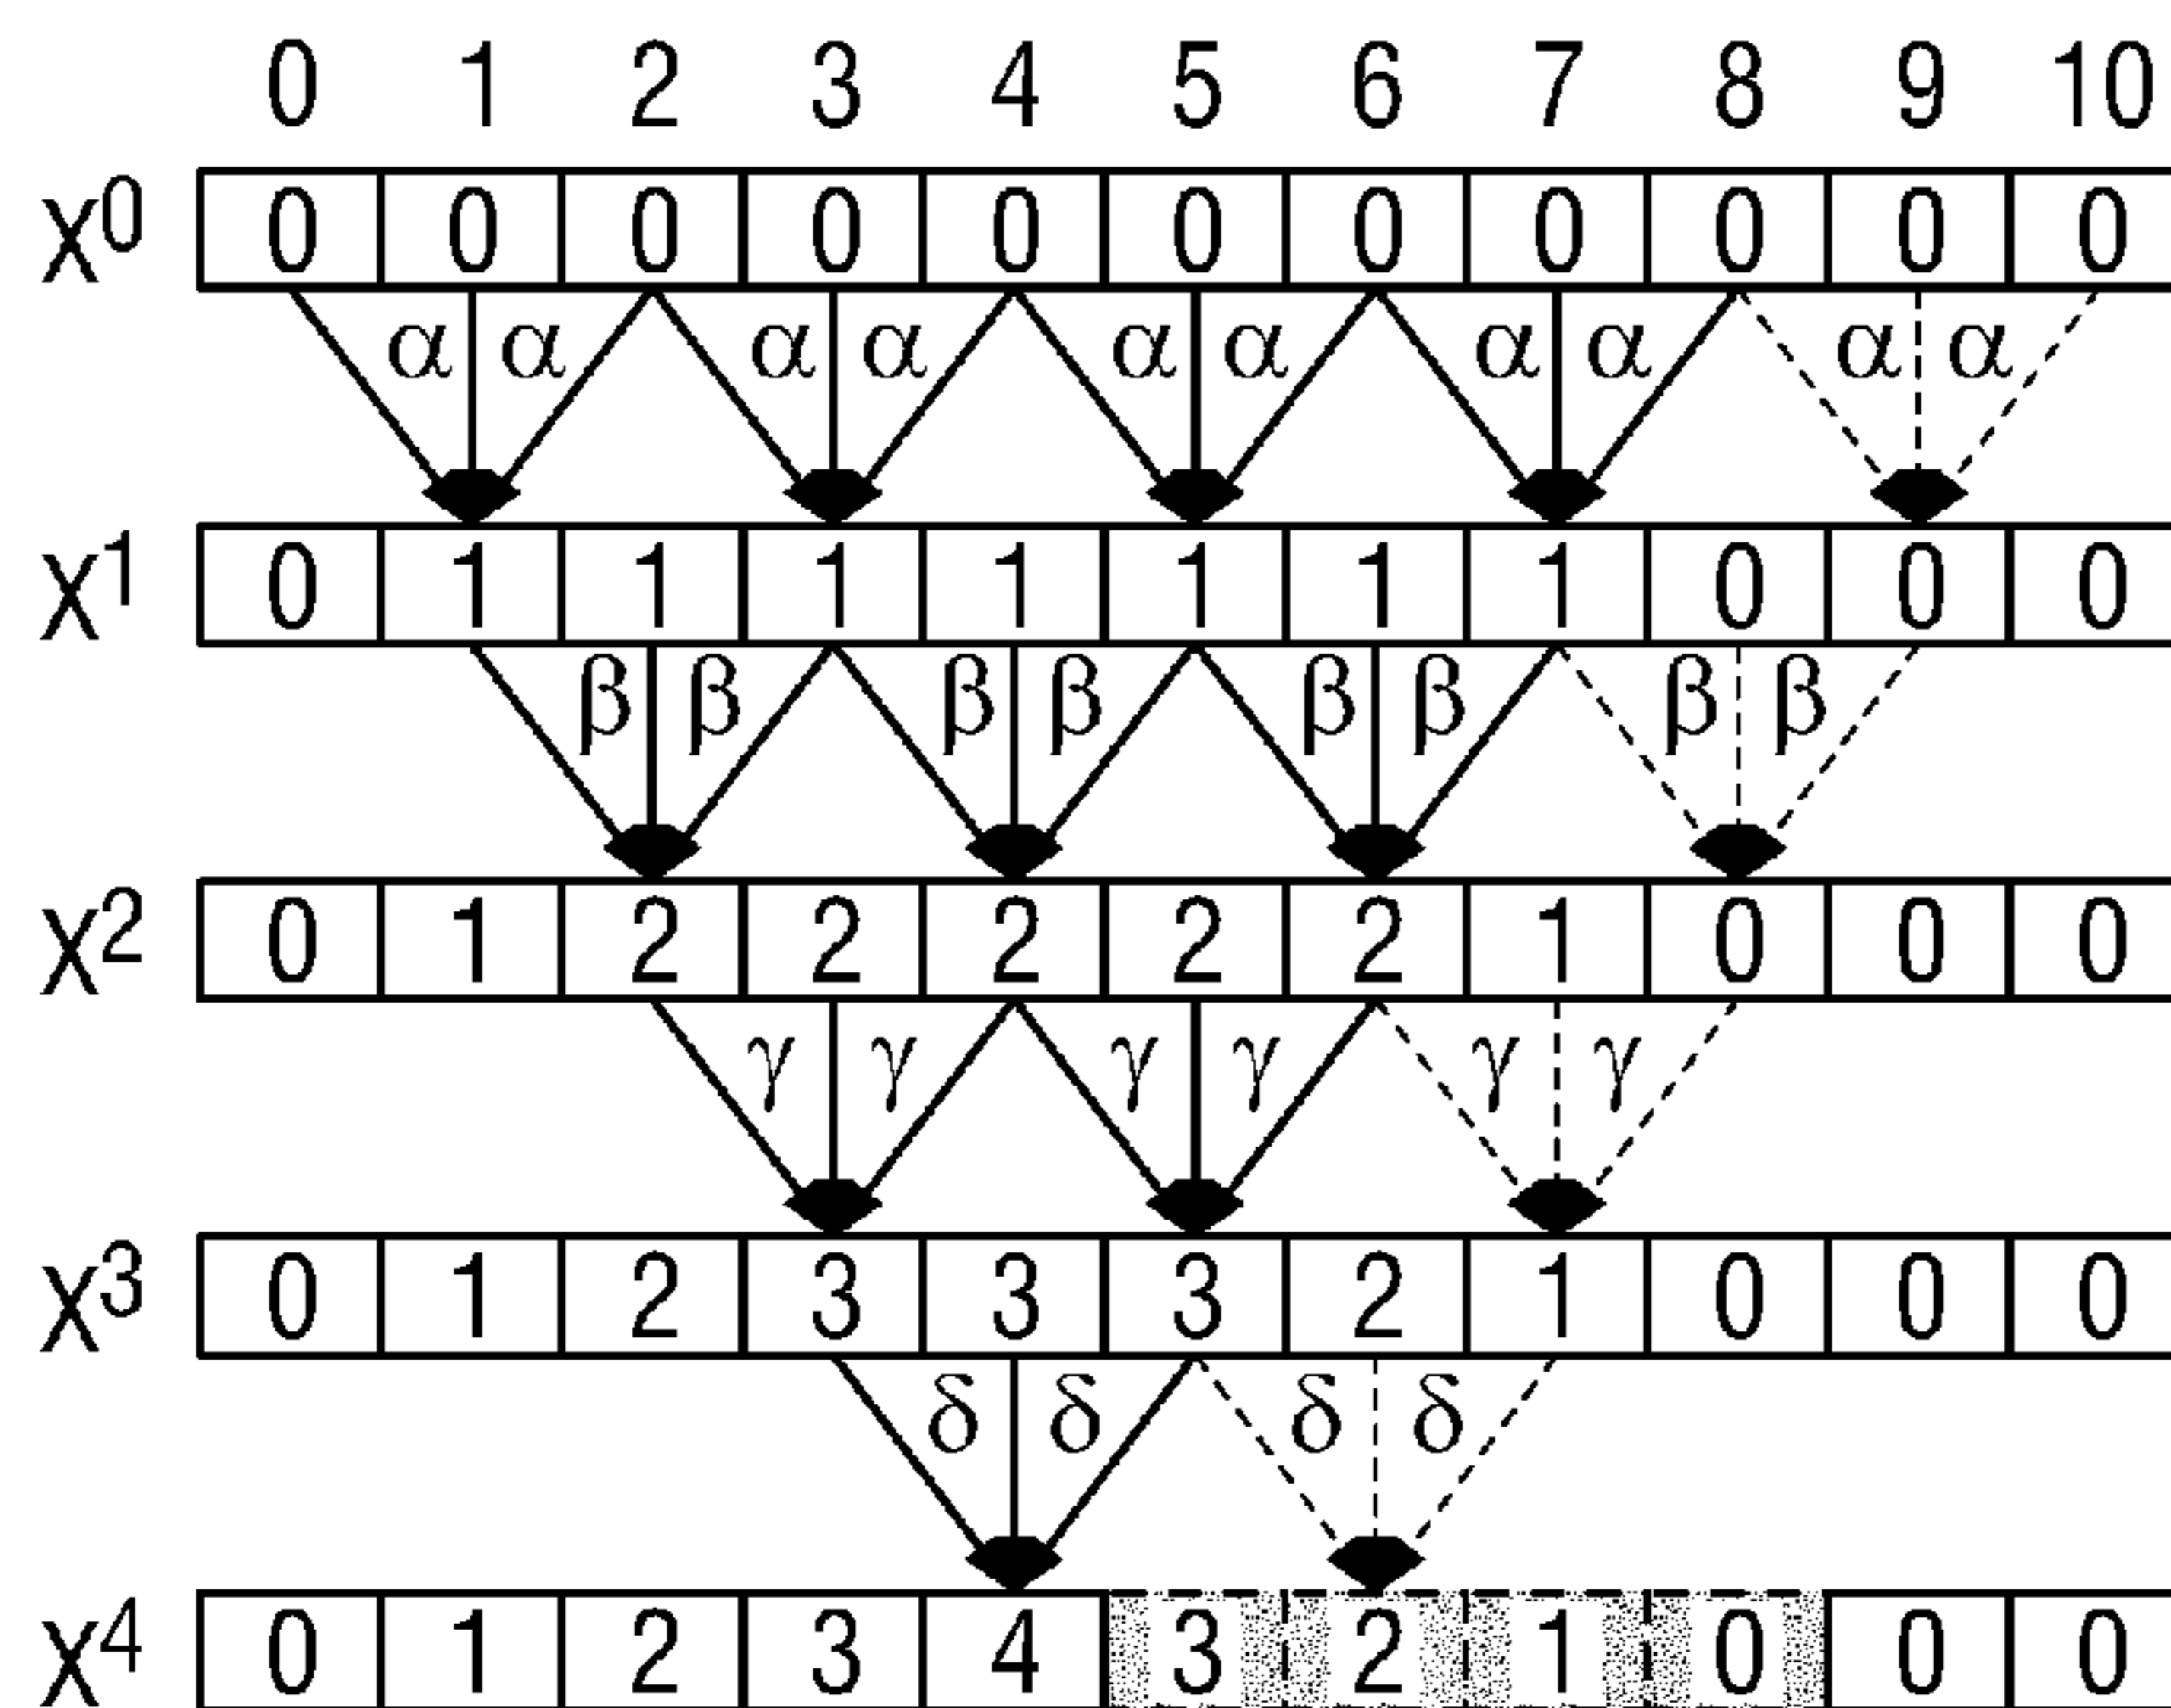 0 1 2 3 4 5 6 7 8 9 10
x0 0 0 0 0 0 0 0 0 0 0 0
α α α α α α α α α α
x1 0 1 1 1 1 1 1 1 0 0 0
β β β β β β β β
x2 0 1 2 2 2 2 2 1 0 0 0
γ γ γ γ γ γ
x3 0 1 2 3 3 3 2 1 0 0 0
δ δ δ δ
x4 0 1 2 3 4 3 2 1 0 0 0